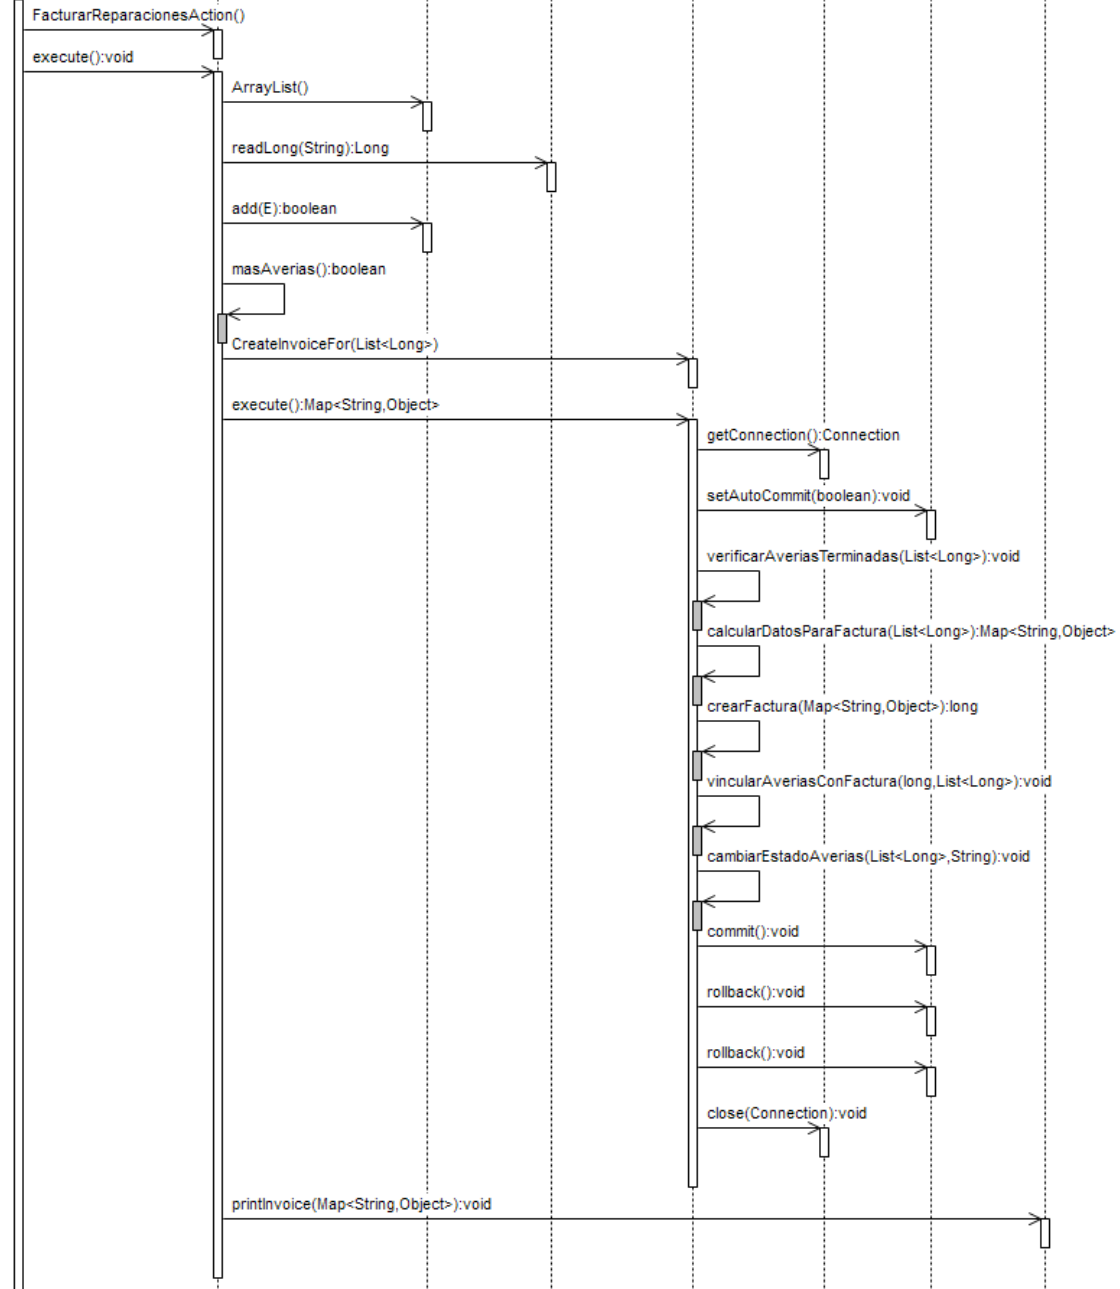 FacturarReparacionesAction()
execute():void
ArrayList()
readLong(String):Long
add(E):boolean
masAverias():boolean
CreateInvoiceFor(List<Long>)
execute():Map<String,Object>
getConnection():Connection
setAutoCommit(boolean):void
verificarAveriasTerminadas(List<Long>):void
calcularDatosParaFactura(List<Long>):Map<String,Object>
crearFactura(Map<String,Object>):long
vincularAveriasConFactura(long,List<Long>):void
cambiarEstadoAverias(List<Long>,String):void
commit():void
rollback():void
rollback():void
close(Connection):void
printInvoice(Map<String,Object>):void